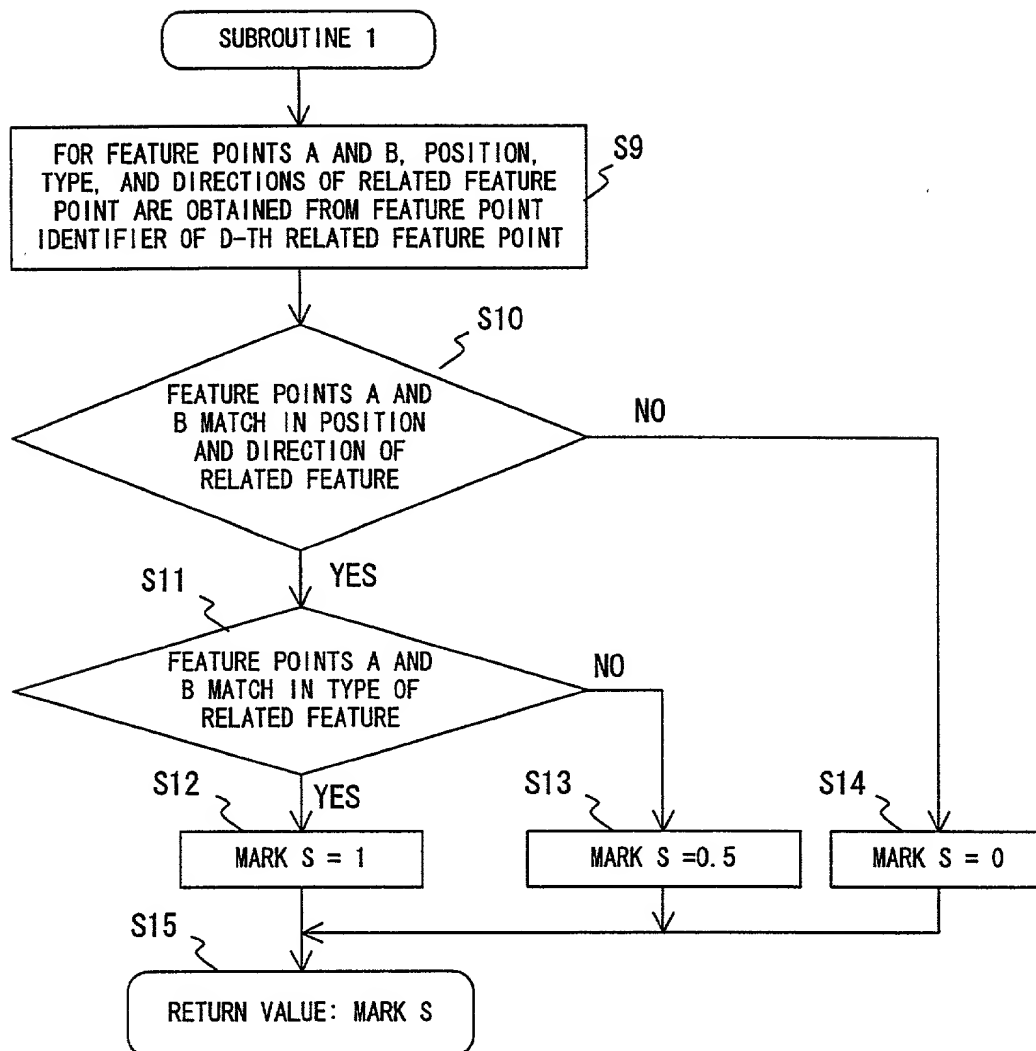 SUBROUTINE 1
FOR FEATURE POINTS A AND B, POSITION,
TYPE, AND DIRECTIONS OF RELATED FEATURE
POINT ARE OBTAINED FROM FEATURE POINT
IDENTIFIER OF D-TH RELATED FEATURE POINT
S9
S10
FEATURE POINTS A AND
B MATCH IN POSITION
AND DIRECTION OF
RELATED FEATURE
NO
YES
S11
FEATURE POINTS A AND
B MATCH IN TYPE OF
RELATED FEATURE
NO
YES
S12
MARK S = 1
S13
MARK S =0.5
S14
MARK S = 0
S15
RETURN VALUE: MARK S